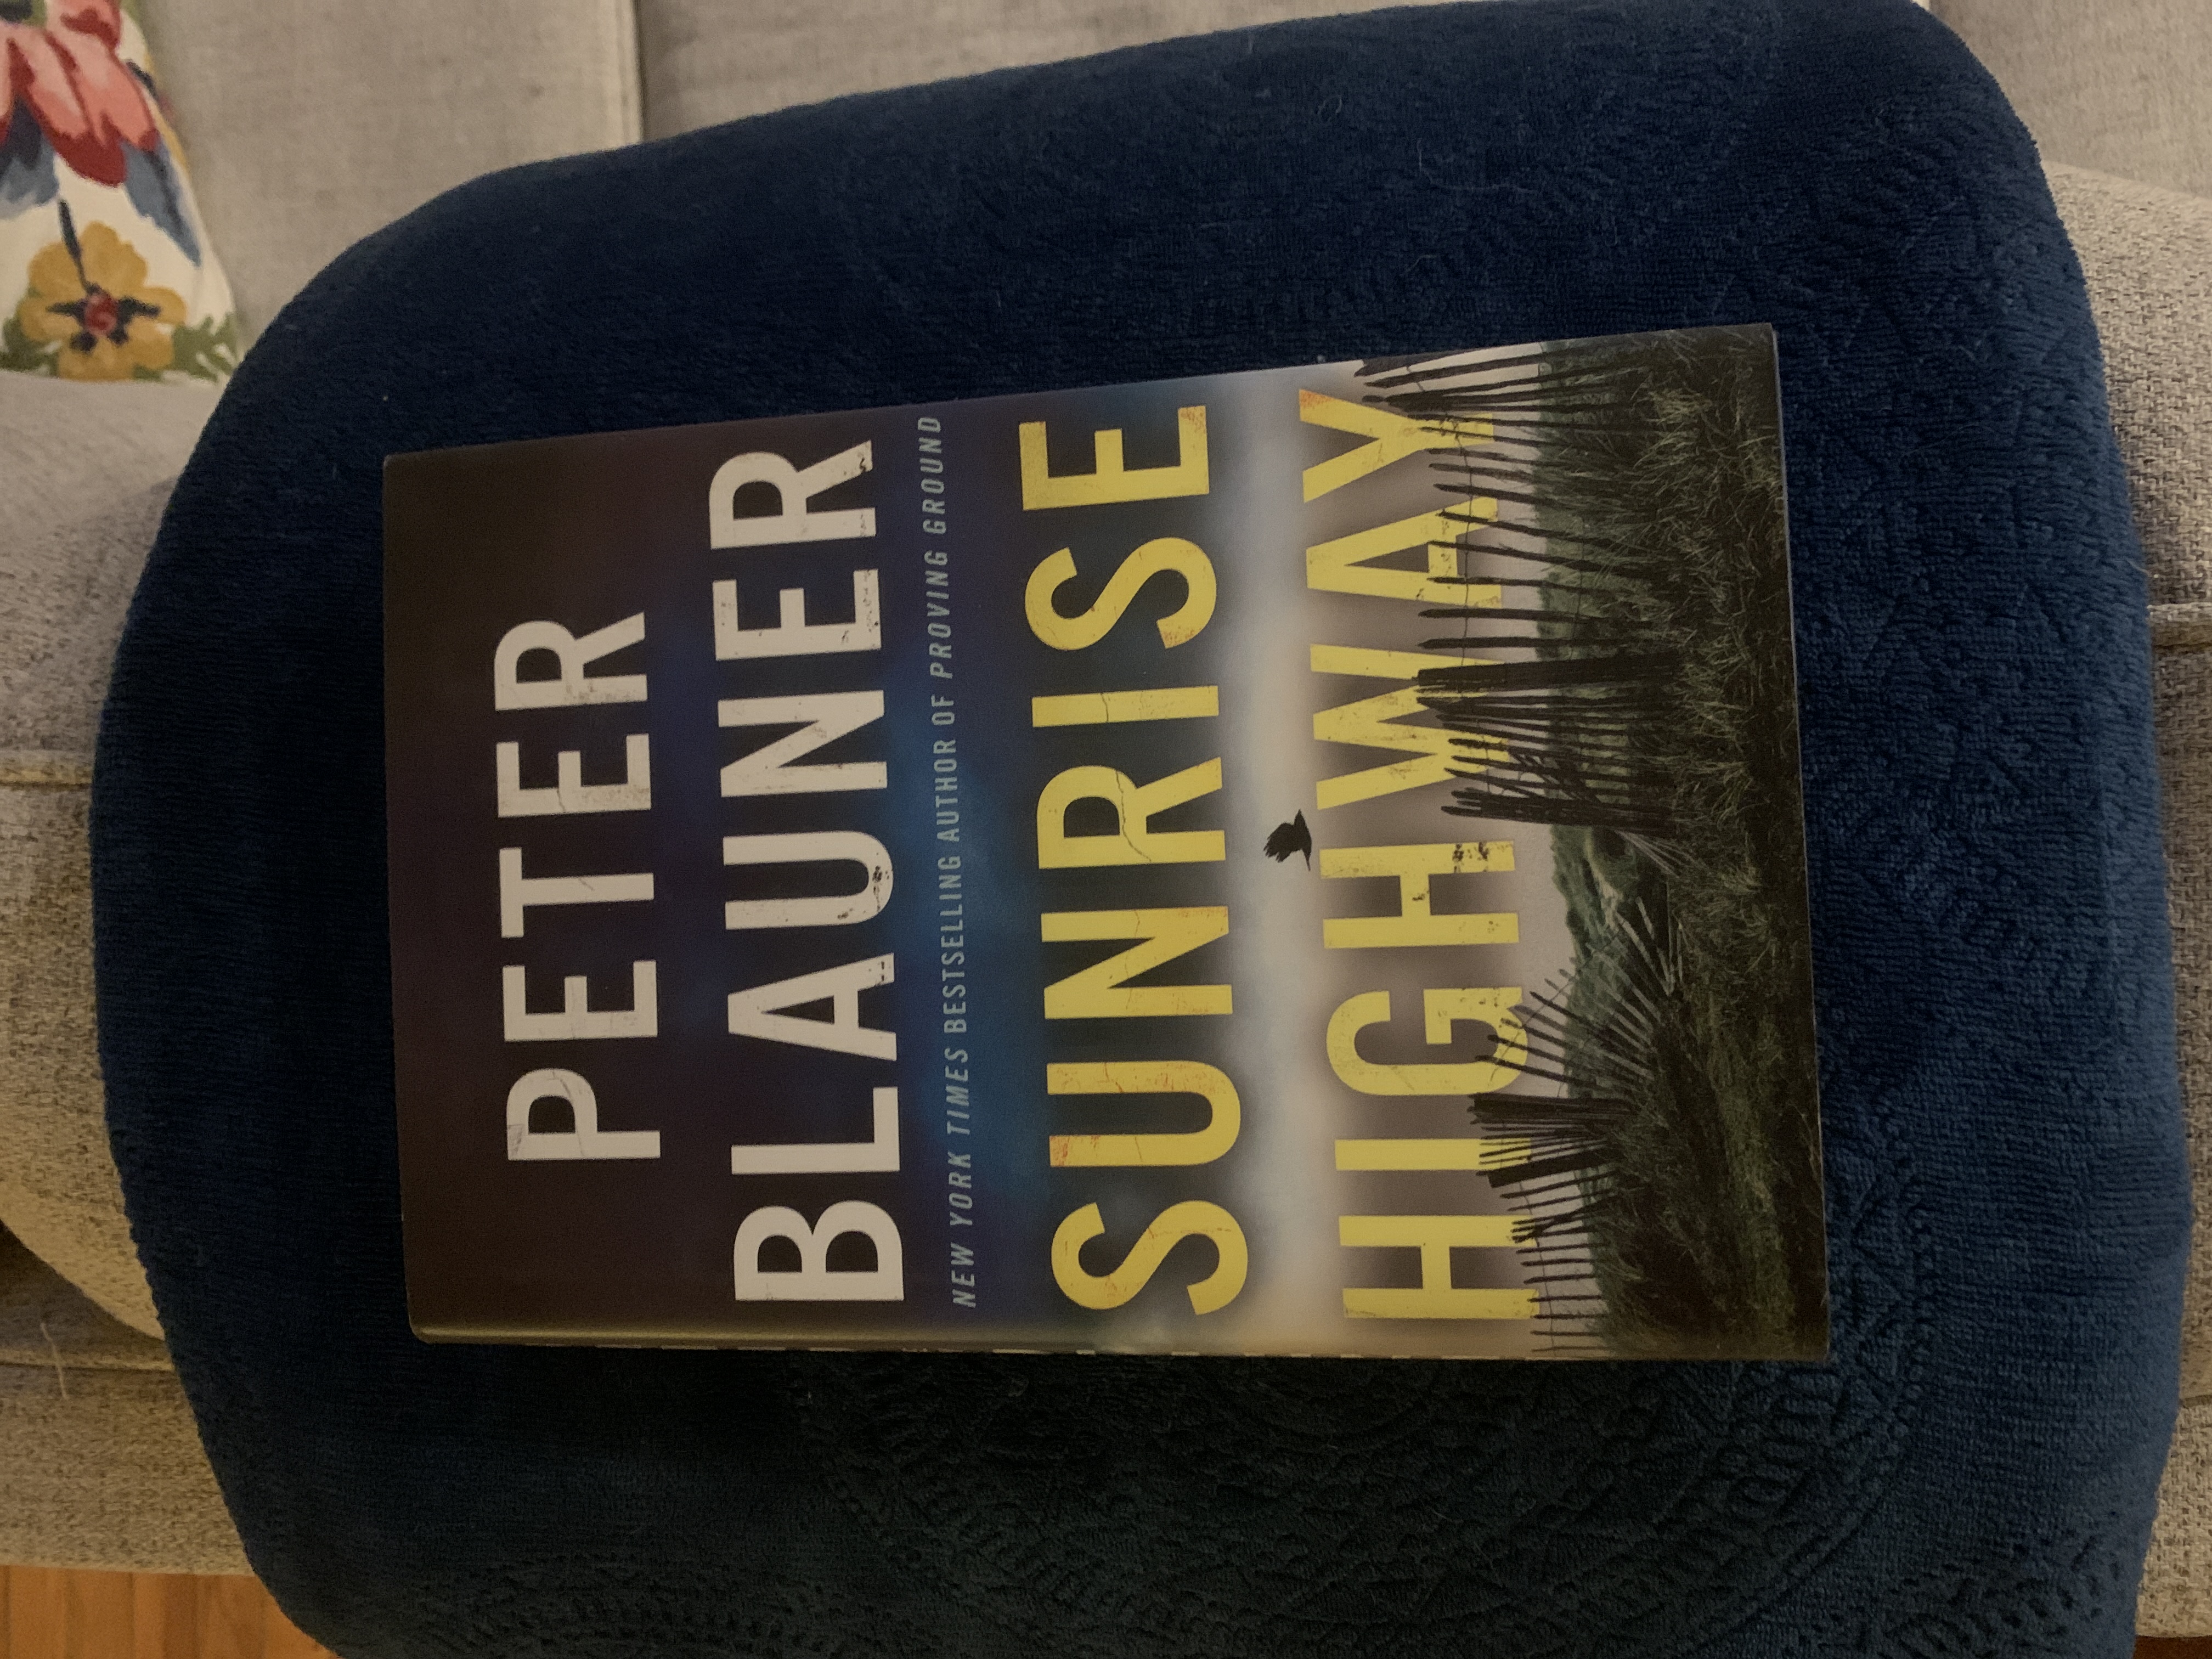 PETER
BLAUNER
NEW YORK TIMES BESTSELLING AUTHOR OF PROVING GROUND
SUNRISE
HIGHWAY